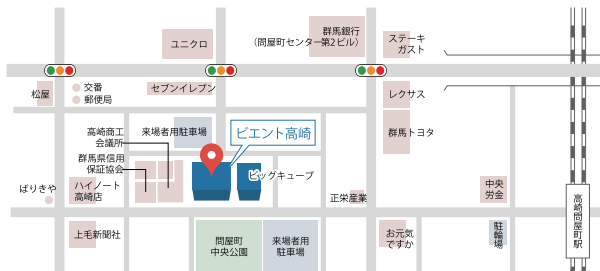 群馬銀行
（問屋町センター第2ビル）
ステーキ
ガスト
ユニクロ
松屋
交番
郵便局
セブンイレブン
レクサス
高崎商工
会議所
来場者用駐車場
ビエント高崎
群馬トヨタ
群馬県信用
保証協会
ビッグキューブ
ばりきや
ハイノート
高崎店
正栄産業
中央
労金
高崎問屋町駅
上毛新聞社
問屋町
中央公園
来場者用
駐車場
お元気
ですか
駐輪場